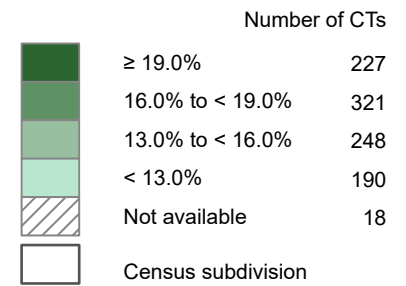 Number of CTs
≥ 19.0% 227
16.0% to < 19.0% 321
13.0% to < 16.0% 248
< 13.0% 190
Not available 18
Census subdivision